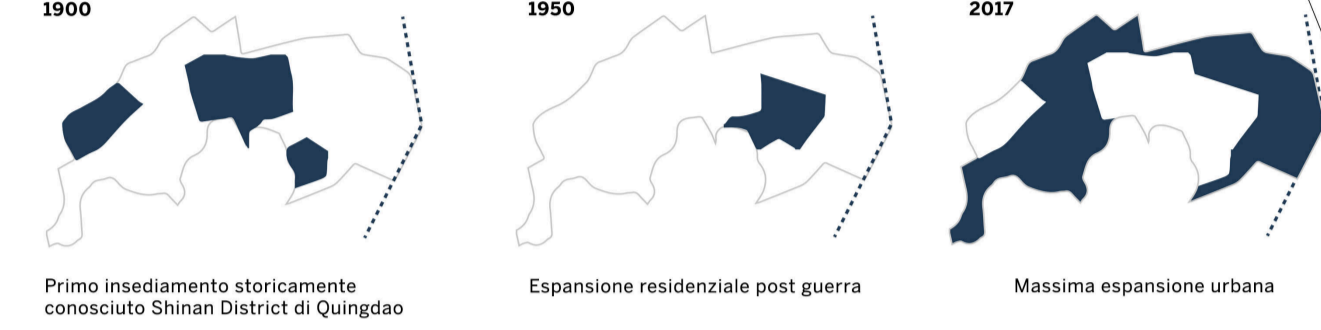 1900
1950
2017
Primo insediamento storicamente
conosciuto Shinan District di Quingdao
Espansione residenziale post guerra
Massima espansione urbana